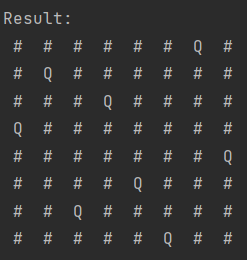 Result:
# # # # # # Q #
# Q # # # # # #
# # # Q # # # #
Q # # # # # # #
# # # # # # # Q
# # # # Q # # #
# # Q # # # # #
# # # # # Q # #